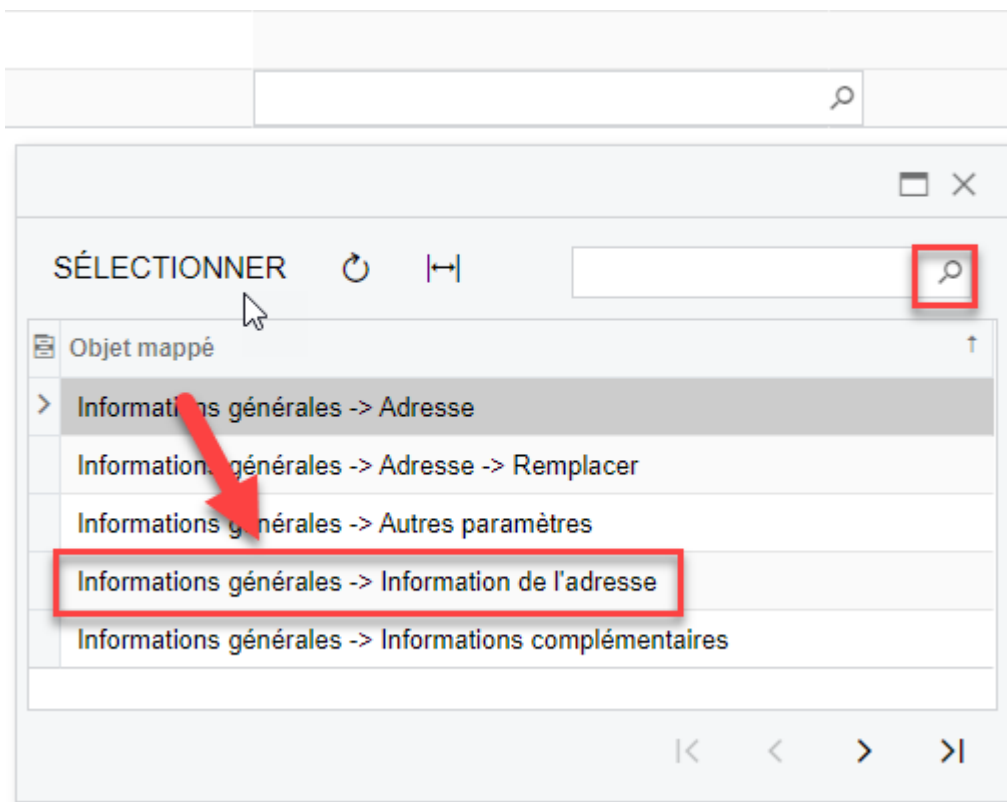 SÉLECTIONNER
Objet mappé
Informations générales -> Adresse
Informations générales -> Adresse -> Remplacer
Informations générales -> Autres paramètres
Informations générales -> Information de l'adresse
Informations générales -> Informations complémentaires